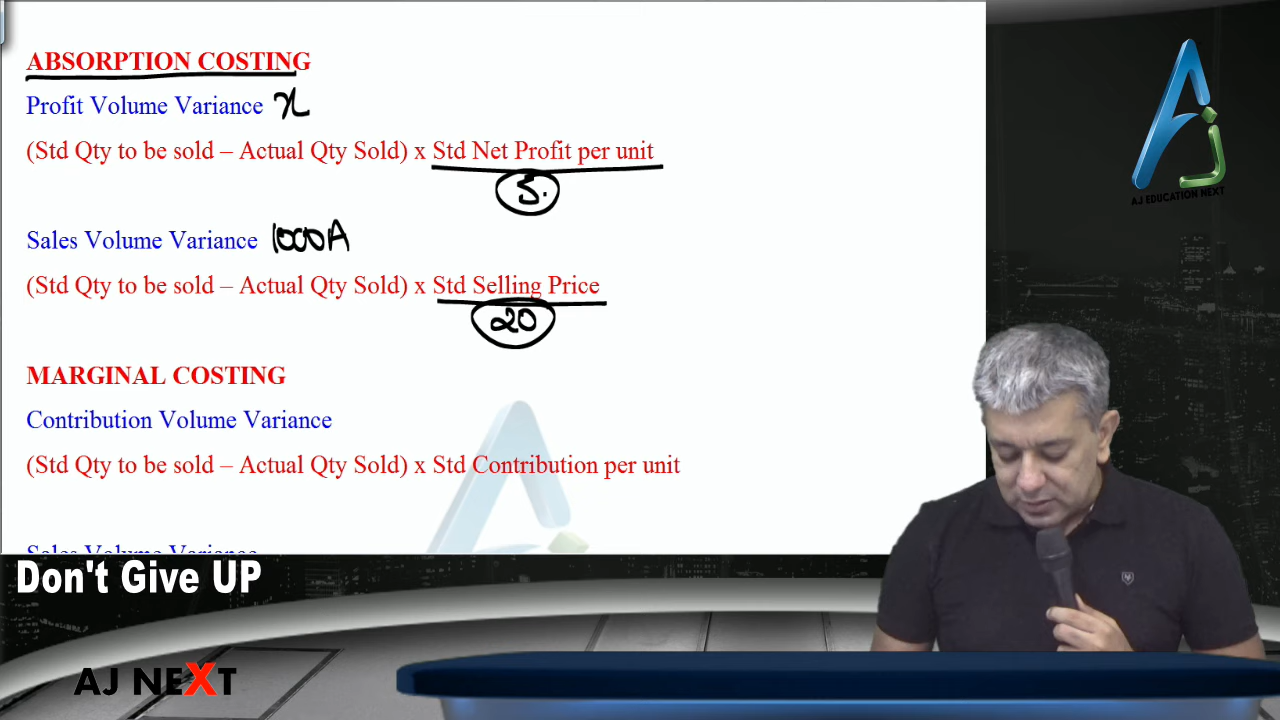 ABSORPTION COSTING
Profit Volume Variance x
(Std Qty to be sold – Actual Qty Sold) x Std Net Profit per unit
5.
Sales Volume Variance 1000A
(Std Qty to be sold – Actual Qty Sold) x Std Selling Price
20
MARGINAL COSTING
Contribution Volume Variance
(Std Qty to be sold – Actual Qty Sold) x Std Contribution per unit
Sales Volume Variance
Don't Give UP
AJ NEXT
AJ EDUCATION NEXT